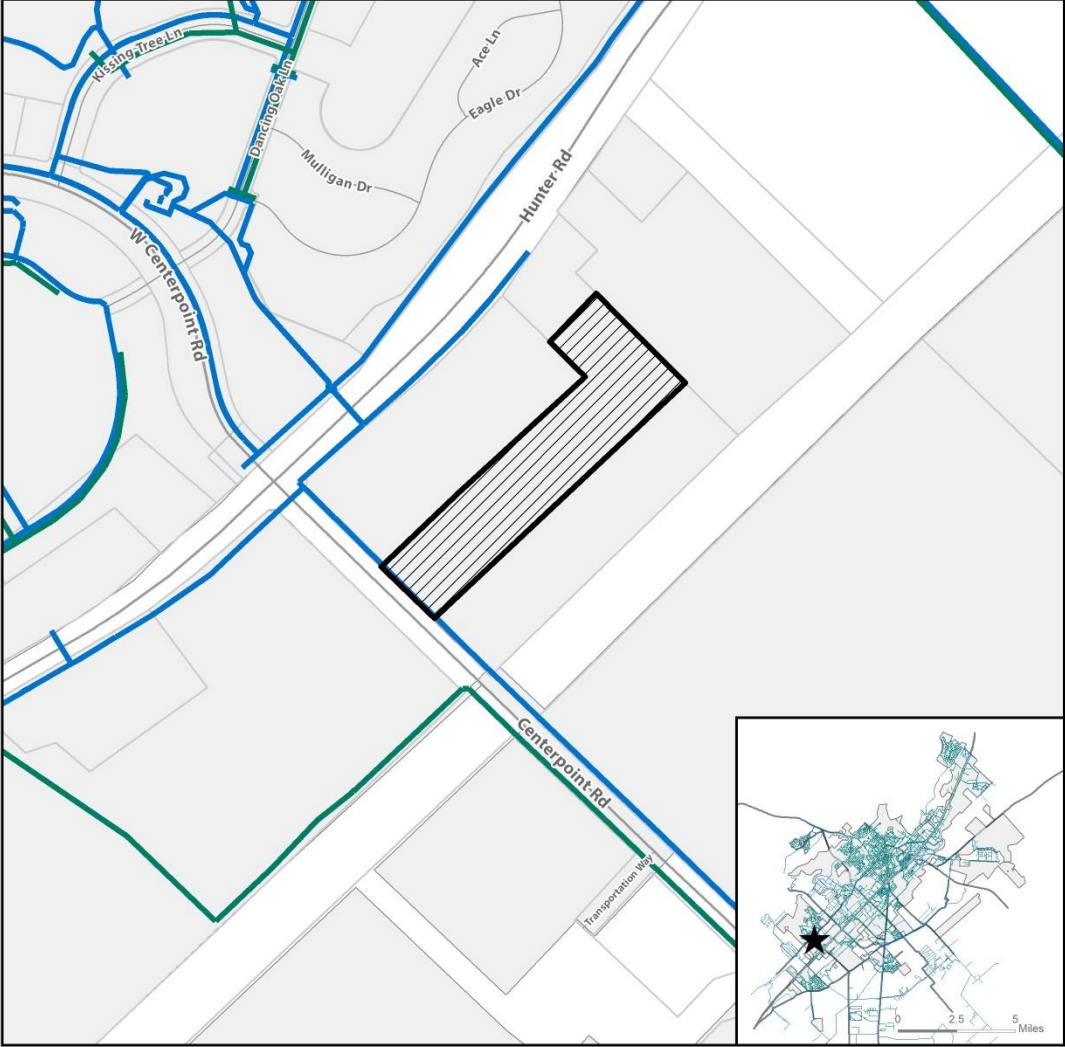 Kissing Tree Ln
Ace Ln
Dancing Oak Ln
Eagle Dr
Mulligan Dr
Hunter Rd
W Centerpoint Rd
Centerpoint Rd
Transportation Way
0 2.5 5
Miles